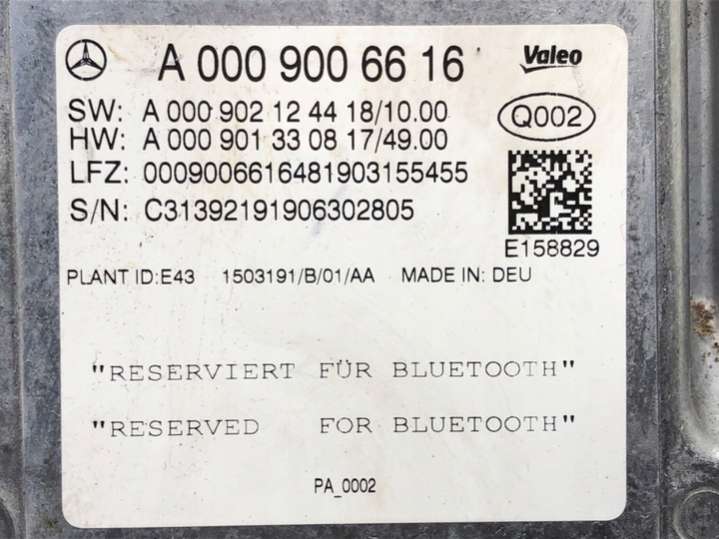 A 000 900 66 16 Valeo
SW: A 000 902 12 44 18/10.00
HW: A 000 901 33 08 17/49.00
Q002
LFZ: 0009006616481903155455
S/N: C31392191906302805
E158829
PLANT ID:E43 1503191/B/01/AA MADE IN: DEU
"RESERVIERT FÜR BLUETOOTH"
"RESERVED FOR BLUETOOTH"
PA_0002